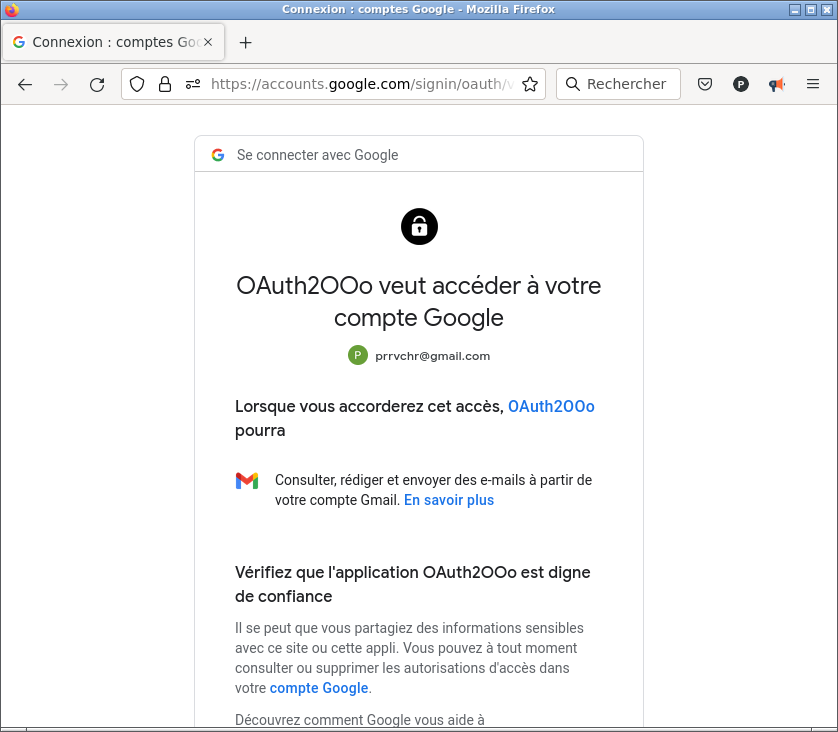 Connexion : comptes Google - Mozilla Firefox
Connexion : comptes Goo
https://accounts.google.com/signin/oauth/v
Rechercher
P
Se connecter avec Google
OAuth2OOo veut accéder à votre
compte Google
P prrvchr@gmail.com
Lorsque vous accorderez cet accès, OAuth2OOo
pourra
Consulter, rédiger et envoyer des e-mails à partir de
votre compte Gmail. En savoir plus
Vérifiez que l'application OAuth2OOo est digne
de confiance
Il se peut que vous partagiez des informations sensibles
avec ce site ou cette appli. Vous pouvez à tout moment
consulter ou supprimer les autorisations d'accès dans
votre compte Google.
Découvrez comment Google vous aide à